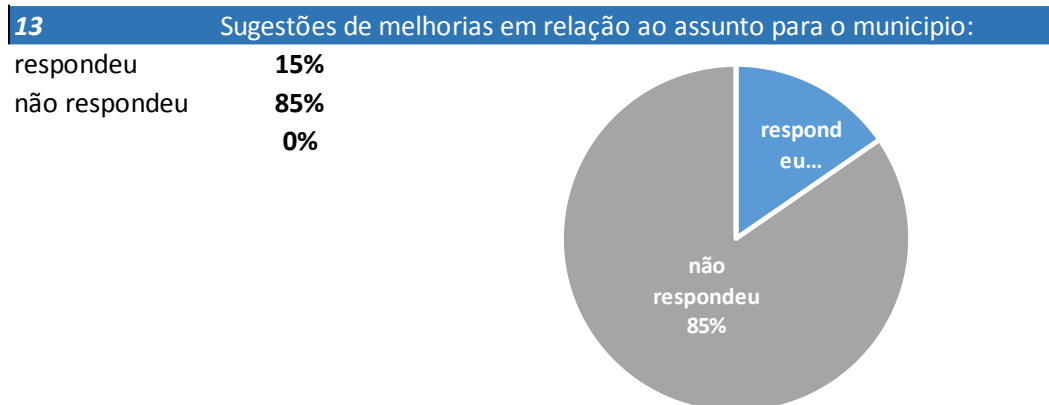 13 Sugestões de melhorias em relação ao assunto para o municipio:
respondeu 15%
não respondeu 85%
0%
respond
eu...
não
respondeu
85%